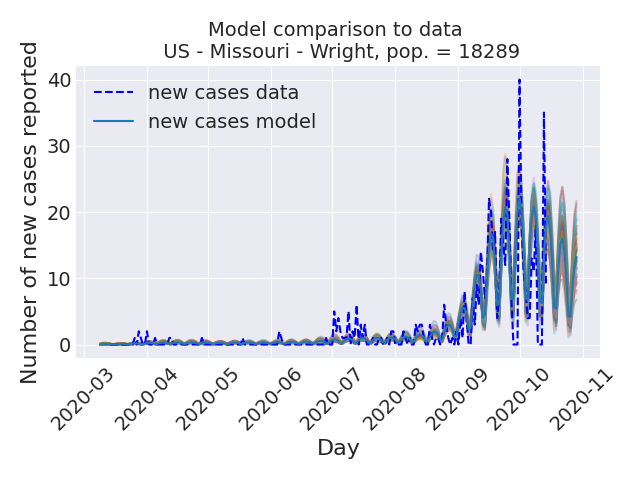 Model comparison to data
US - Missouri - Wright, pop. = 18289
Number of new cases reported
40
30
20
10
0
new cases data
new cases model
2020-03
2020-04
2020-05
2020-06
2020-07
2020-08
2020-09
2020-10
2020-11
Day